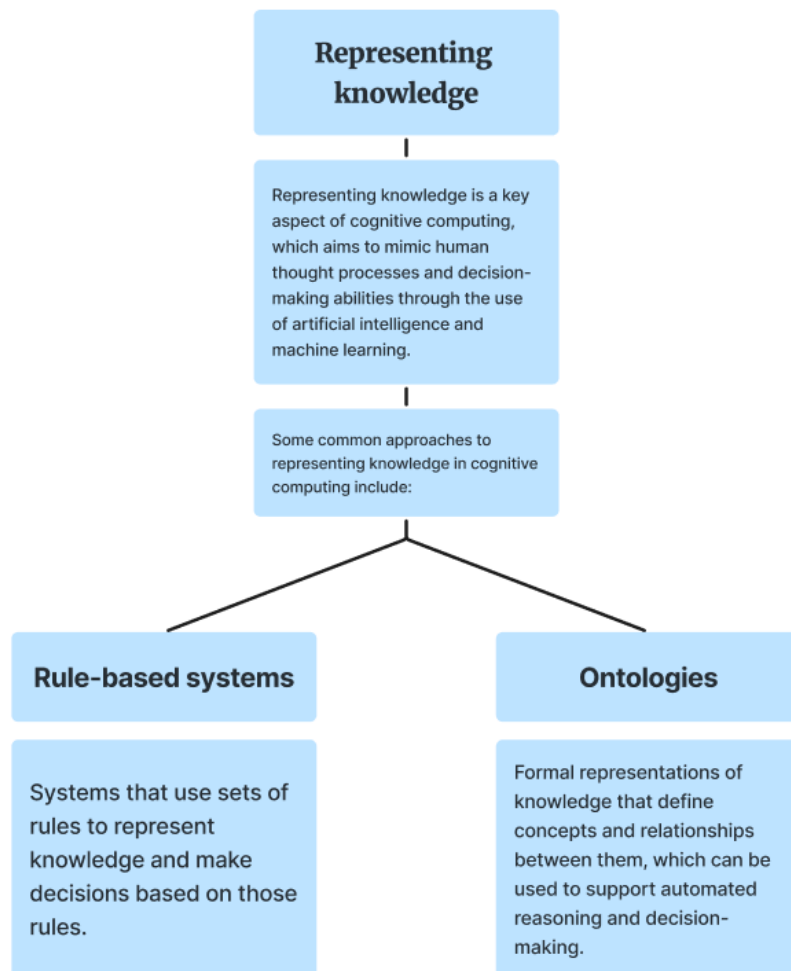 Representing
knowledge
Representing knowledge is a key
aspect of cognitive computing,
which aims to mimic human
thought processes and decision-
making abilities through the use
of artificial intelligence and
machine learning.
Some common approaches to
representing knowledge in cognitive
computing include:
Rule-based systems
Ontologies
Systems that use sets of
rules to represent
knowledge and make
decisions based on those
rules.
Formal representations of
knowledge that define
concepts and relationships
between them, which can be
used to support automated
reasoning and decision-
making.